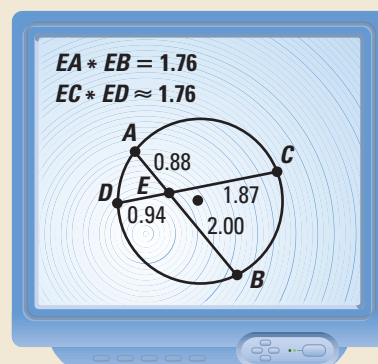 EA * EB = 1.76
EC * ED ≈ 1.76
A
0.88
C
D
E
1.87
0.94
2.00
B